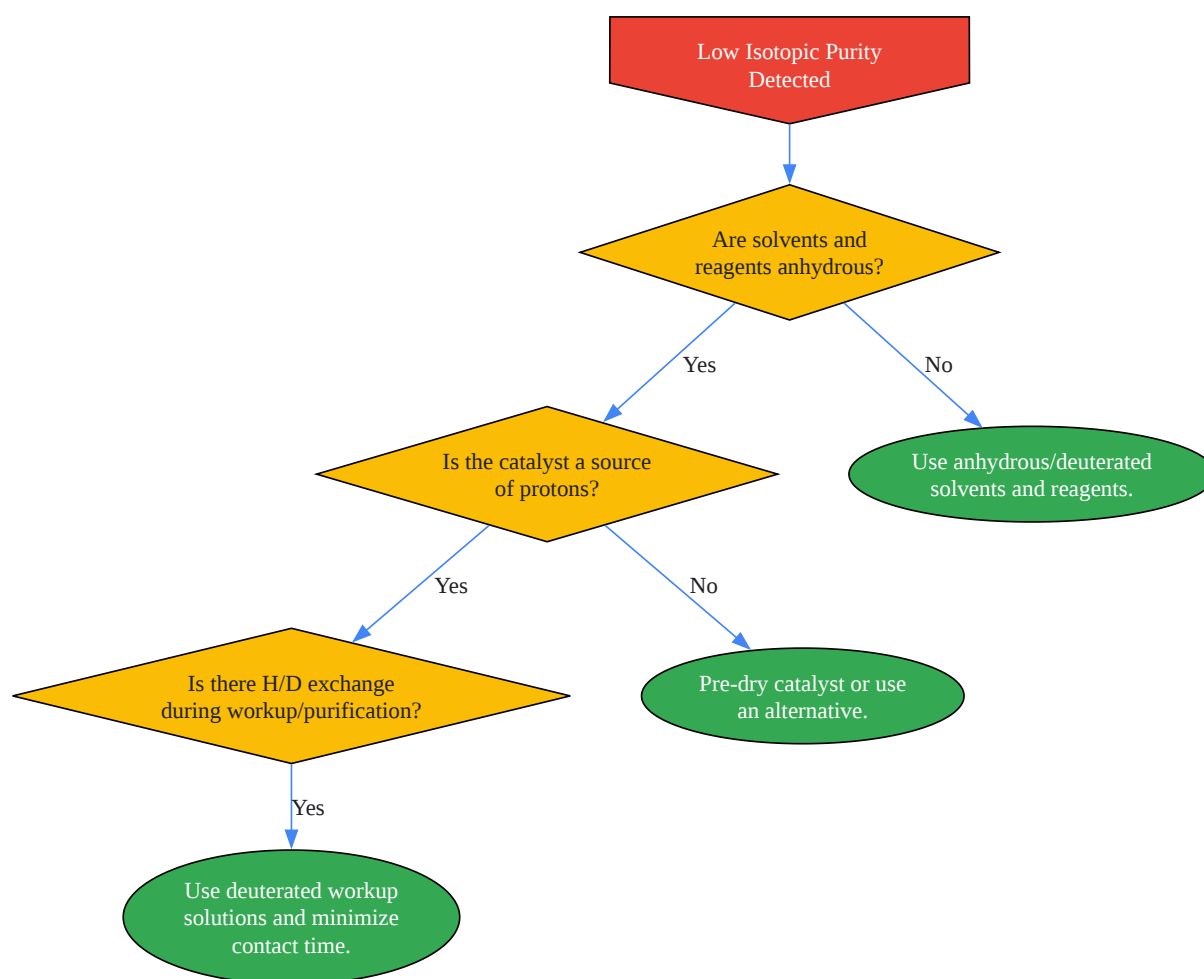 Low Isotopic Purity
Detected
Are solvents and
reagents anhydrous?
Yes
No
Is the catalyst a source
of protons?
Use anhydrous/deuterated
solvents and reagents.
Yes
No
Is there H/D exchange
during workup/purification?
Pre-dry catalyst or use
an alternative.
Yes
Use deuterated workup
solutions and minimize
contact time.